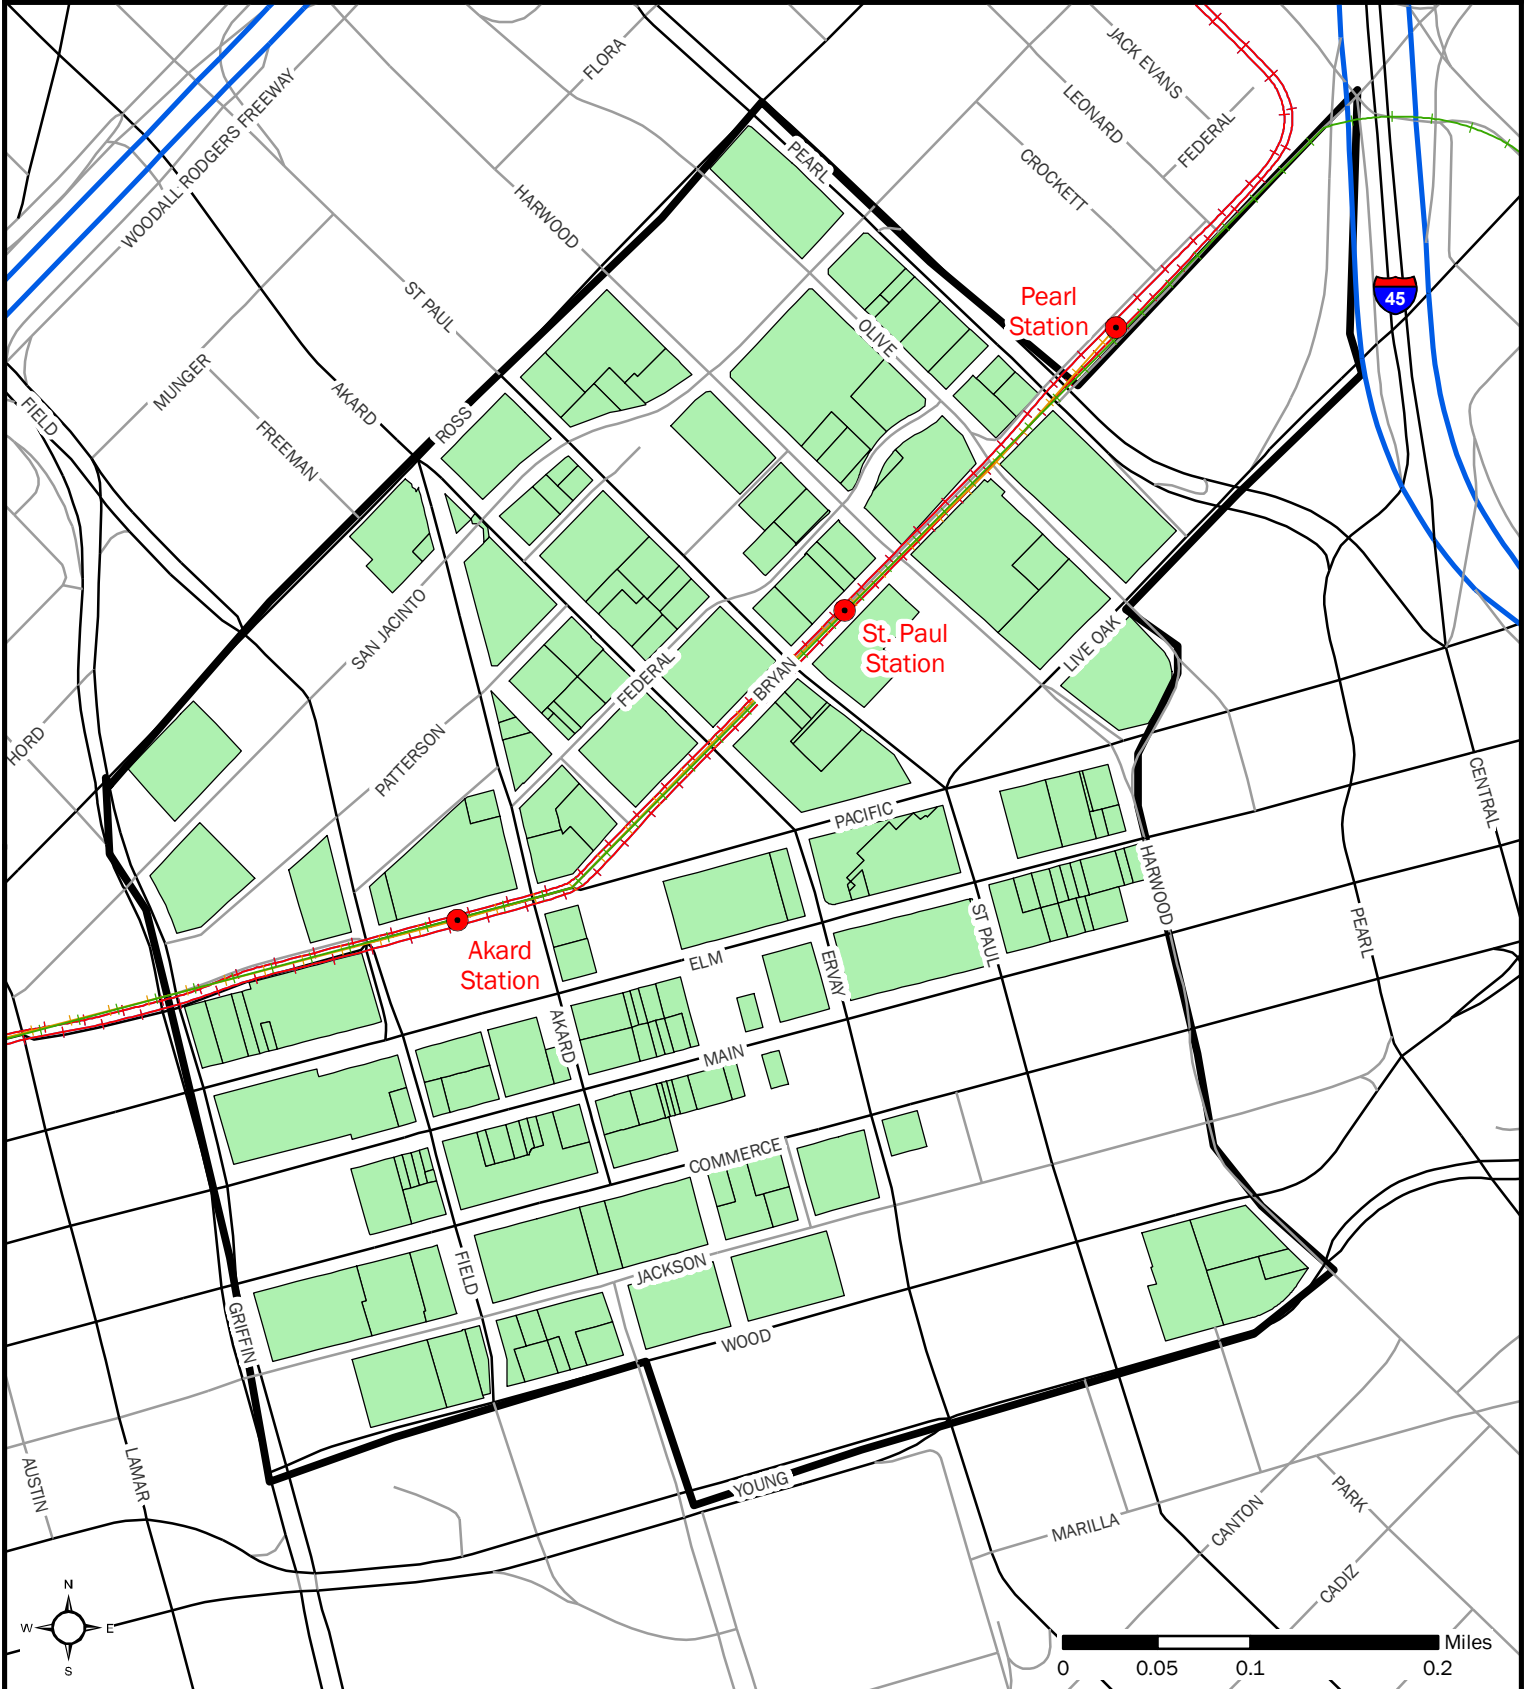 JACK EVANS
FLORA
LEONARD
FEDERAL
WOODALL RODGERS FREEWAY
PEARL
CROCKETT
HARWOOD
45
ST PAUL
Pearl
Station
OLIVE
MUNGER
AKARD
FIELD
ROSS
FREEMAN
SAN JACINTO
LIVE OAK
St. Paul
Station
FEDERAL
BRYAN
HORD
PATTERSON
CENTRAL
PACIFIC
HARWOOD
Akard
Station
ELM
ERVAY
ST PAUL
PEARL
AKARD
MAIN
COMMERCE
FIELD
JACKSON
GRIFFIN
WOOD
AUSTIN
LAMAR
YOUNG
MARILLA
CANTON
PARK
CADIZ
N
W
E
S
Miles
0
0.05
0.1
0.2